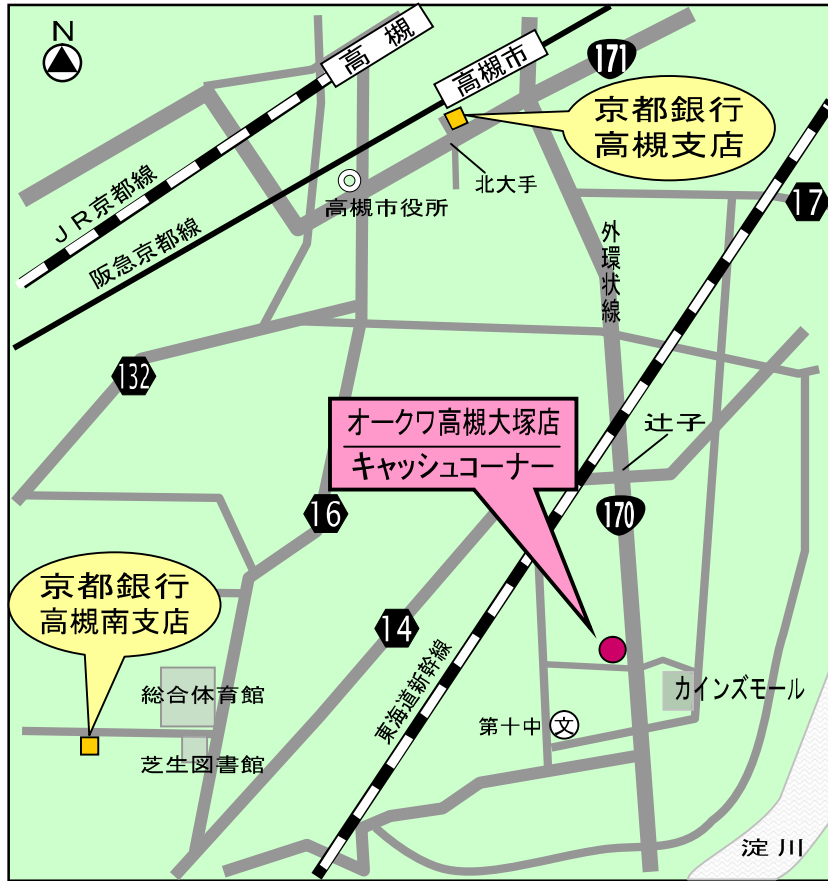 N
高槻
高槻市
171
京都銀行
高槻支店
北大手
JR京都線
高槻市役所
17
阪急京都線
外環状線
132
オークワ高槻大塚店
キャッシュコーナー
辻子
16
170
京都銀行
高槻南支店
14
東海道新幹線
総合体育館
カインズモール
第十中
文
芝生図書館
淀川